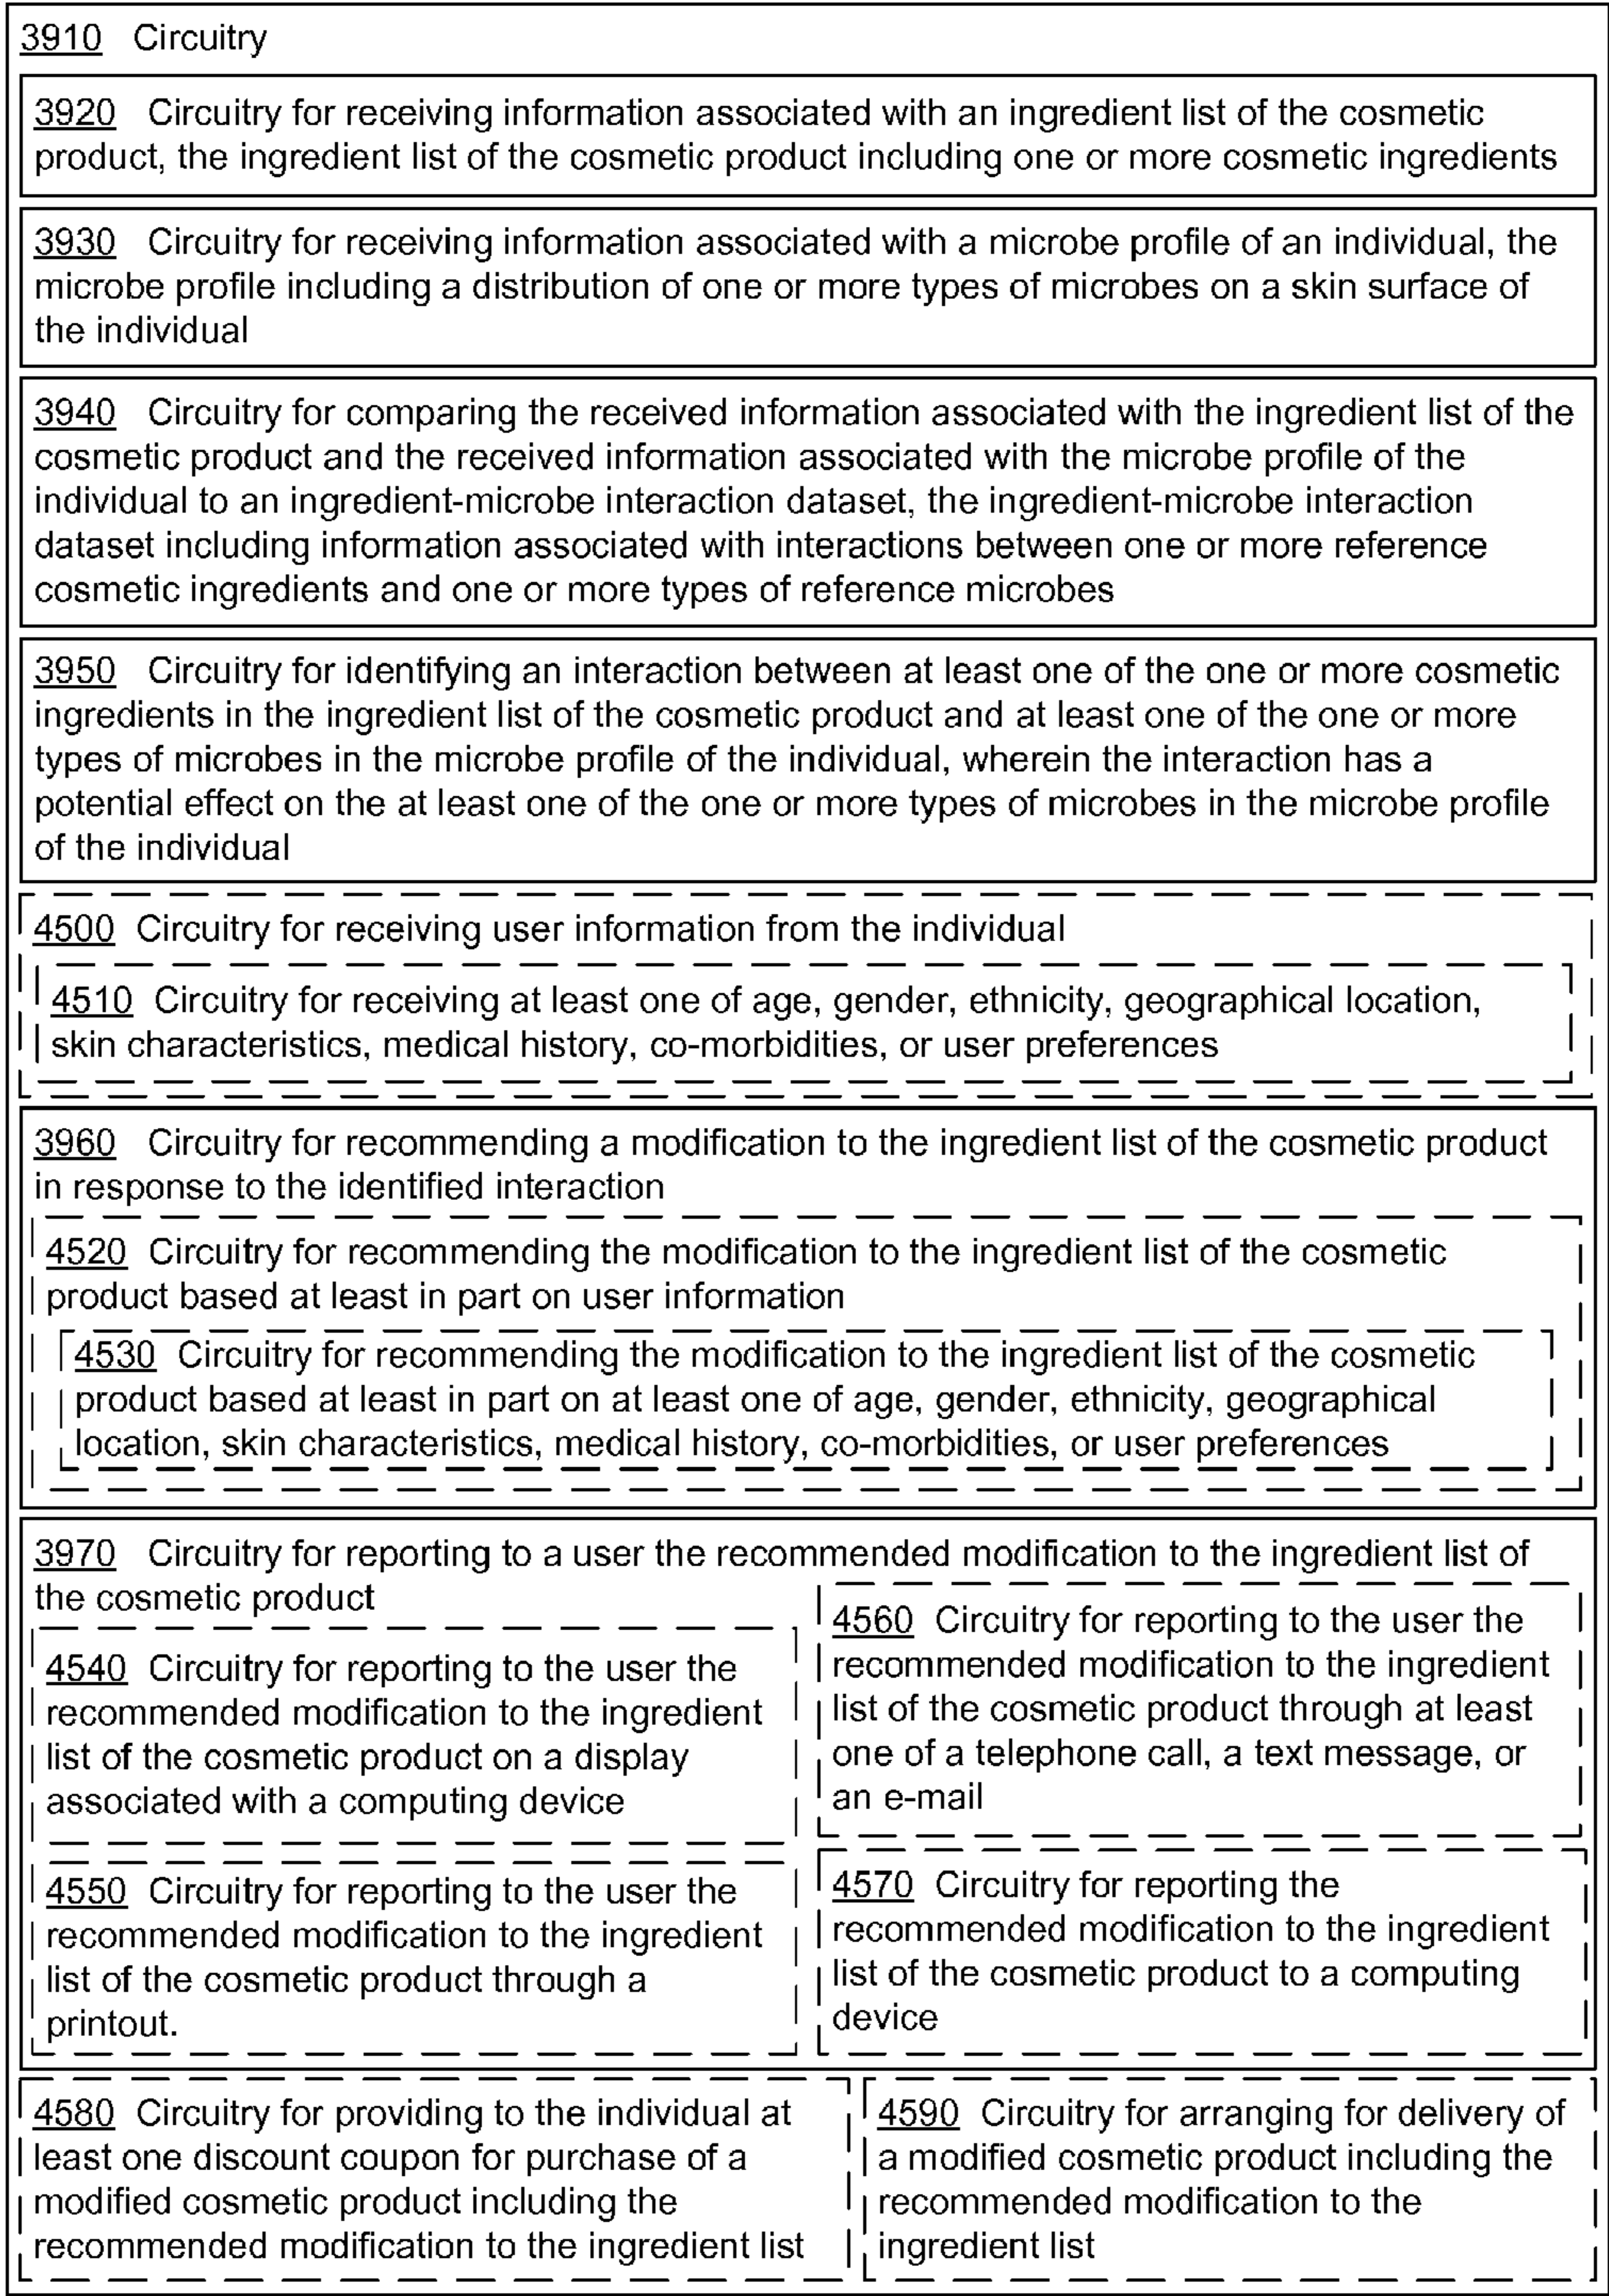 3910 Circuitry
3920 Circuitry for receiving information associated with an ingredient list of the cosmetic
product, the ingredient list of the cosmetic product including one or more cosmetic ingredients
3930 Circuitry for receiving information associated with a microbe profile of an individual, the
microbe profile including a distribution of one or more types of microbes on a skin surface of
the individual
3940 Circuitry for comparing the received information associated with the ingredient list of the
cosmetic product and the received information associated with the microbe profile of the
individual to an ingredient-microbe interaction dataset, the ingredient-microbe interaction
dataset including information associated with interactions between one or more reference
cosmetic ingredients and one or more types of reference microbes
3950 Circuitry for identifying an interaction between at least one of the one or more cosmetic
ingredients in the ingredient list of the cosmetic product and at least one of the one or more
types of microbes in the microbe profile of the individual, wherein the interaction has a
potential effect on the at least one of the one or more types of microbes in the microbe profile
of the individual
4500 Circuitry for receiving user information from the individual
4510 Circuitry for receiving at least one of age, gender, ethnicity, geographical location,
skin characteristics, medical history, co-morbidities, or user preferences
3960 Circuitry for recommending a modification to the ingredient list of the cosmetic product
in response to the identified interaction
4520 Circuitry for recommending the modification to the ingredient list of the cosmetic
product based at least in part on user information
4530 Circuitry for recommending the modification to the ingredient list of the cosmetic
product based at least in part on at least one of age, gender, ethnicity, geographical
location, skin characteristics, medical history, co-morbidities, or user preferences
3970 Circuitry for reporting to a user the recommended modification to the ingredient list of
the cosmetic product
4540 Circuitry for reporting to the user the
recommended modification to the ingredient
list of the cosmetic product on a display
associated with a computing device
4550 Circuitry for reporting to the user the
recommended modification to the ingredient
list of the cosmetic product through a
printout.
4560 Circuitry for reporting to the user the
recommended modification to the ingredient
list of the cosmetic product through at least
one of a telephone call, a text message, or
an e-mail
4570 Circuitry for reporting the
recommended modification to the ingredient
list of the cosmetic product to a computing
device
4580 Circuitry for providing to the individual at
least one discount coupon for purchase of a
modified cosmetic product including the
recommended modification to the ingredient list
4590 Circuitry for arranging for delivery of
a modified cosmetic product including the
recommended modification to the
ingredient list